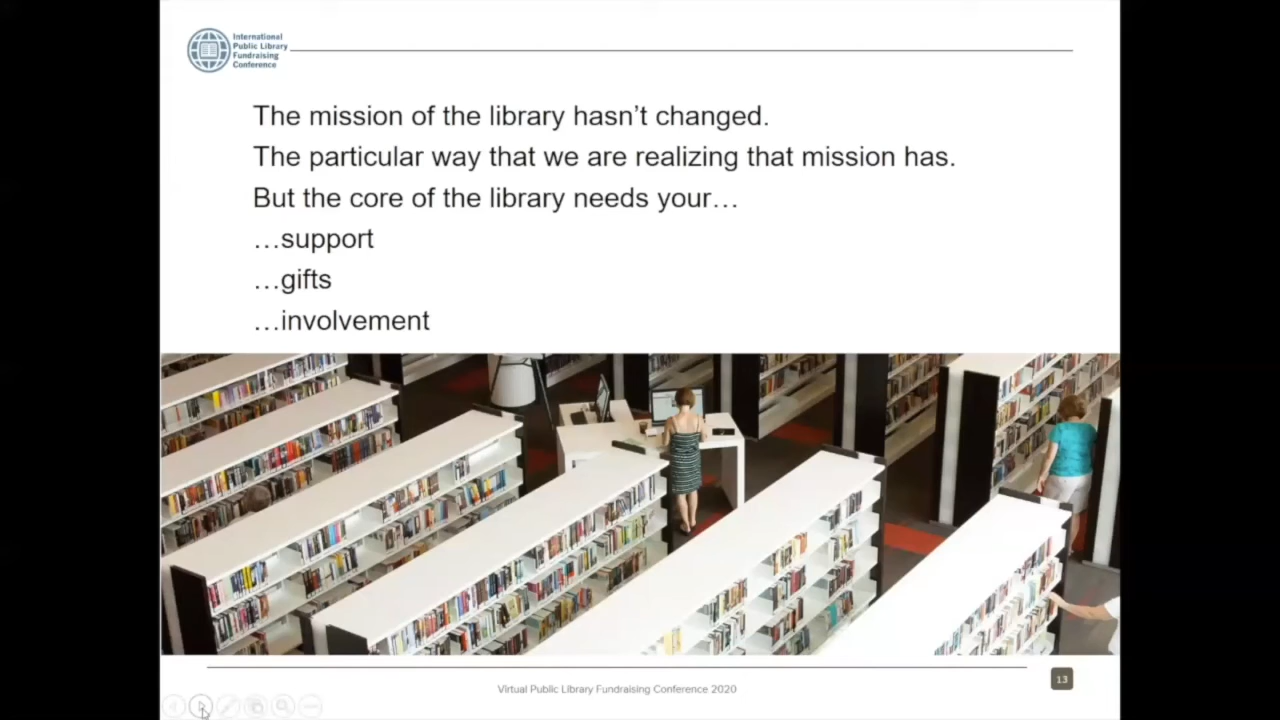 International
Public Library
Fundraising
Conference
The mission of the library hasn’t changed.
The particular way that we are realizing that mission has.
But the core of the library needs your…
…support
…gifts
…involvement
13
Virtual Public Library Fundraising Conference 2020